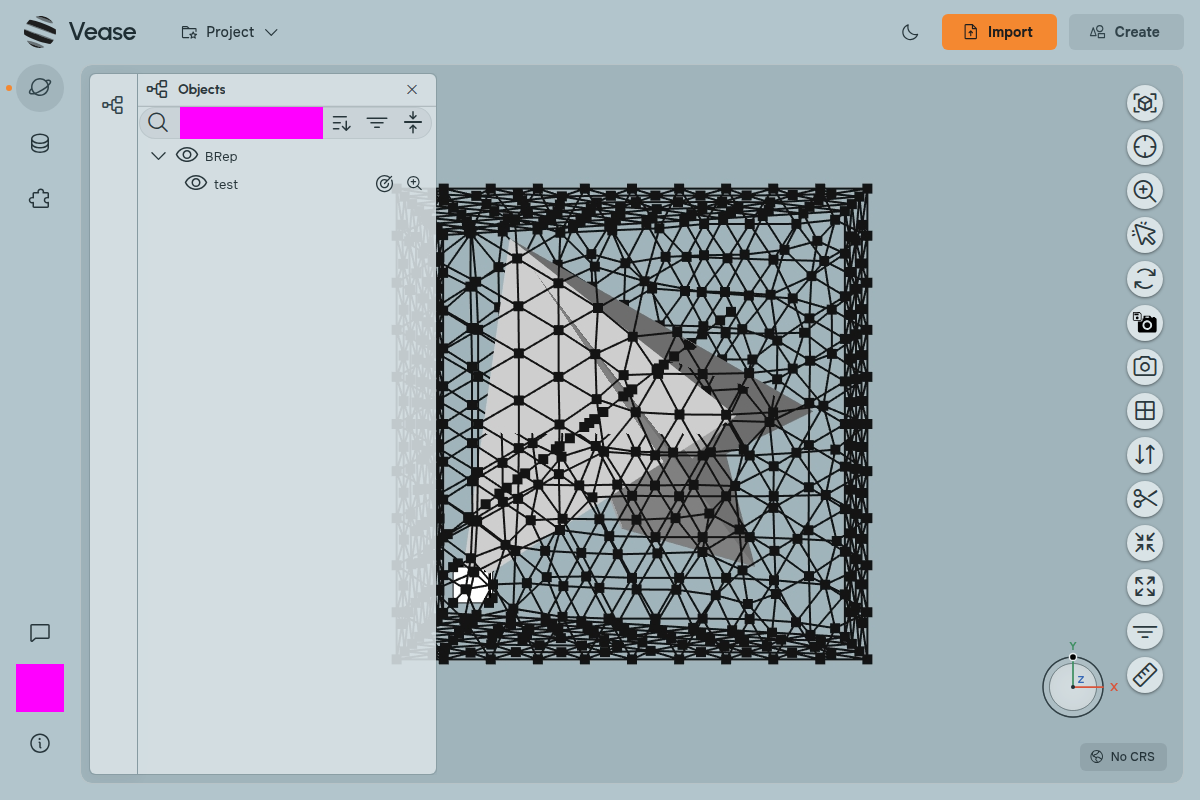 Vease
Project
Import
Create
Objects
BRep
test
Y
Z
X
No CRS